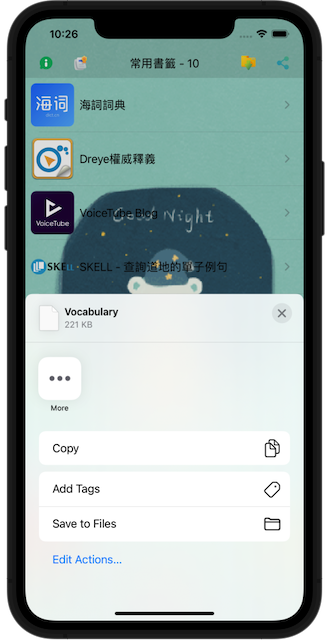 10:26
常用書籤 - 10
海词
海詞詞典
Dreye權威釋義
VoiceTube
VoiceTube Blog
Good Night
SKELL
SKELL - 查詢道地的單子例句
Vocabulary
221 KB
More
Copy
Add Tags
Save to Files
Edit Actions...